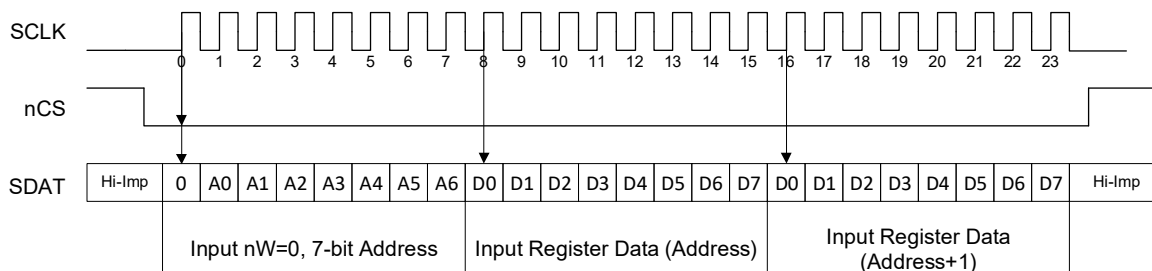 SCLK
0 1 2 3 4 5 6 7 8 9 10 11 12 13 14 15 16 17 18 19 20 21 22 23
nCS
SDAT Hi-Imp 0 A0 A1 A2 A3 A4 A5 A6 D0 D1 D2 D3 D4 D5 D6 D7 D0 D1 D2 D3 D4 D5 D6 D7 Hi-Imp
Input nW=0, 7-bit Address
Input Register Data (Address)
Input Register Data
(Address+1)